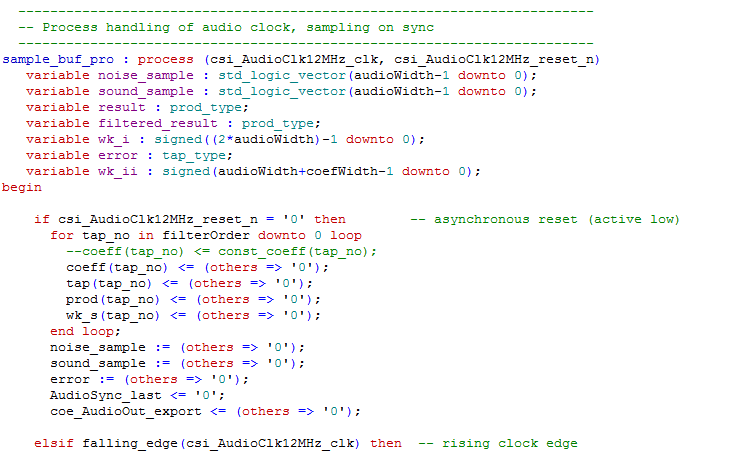 ------------------------------------------------------------------------
-- Process handling of audio clock, sampling on sync
------------------------------------------------------------------------
sample_buf_pro : process (csi_AudioClk12MHz_clk, csi_AudioClk12MHz_reset_n)
   variable noise_sample : std_logic_vector(audioWidth-1 downto 0);
   variable sound_sample : std_logic_vector(audioWidth-1 downto 0);
   variable result : prod_type;
   variable filtered_result : prod_type;
   variable wk_i : signed((2*audioWidth)-1 downto 0);
   variable error : tap_type;
   variable wk_ii : signed(audioWidth+coefWidth-1 downto 0);
begin
    if csi_AudioClk12MHz_reset_n = '0' then        -- asynchronous reset (active low)
      for tap_no in filterOrder downto 0 loop
        --coeff(tap_no) <= const_coeff(tap_no);
        coeff(tap_no) <= (others => '0');
        tap(tap_no) <= (others => '0');
        prod(tap_no) <= (others => '0');
        wk_s(tap_no) <= (others => '0');
      end loop;
      noise_sample := (others => '0');
      sound_sample := (others => '0');
      error := (others => '0');
      AudioSync_last <= '0';
      coe_AudioOut_export <= (others => '0');
    elsif falling_edge(csi_AudioClk12MHz_clk) then  -- rising clock edge